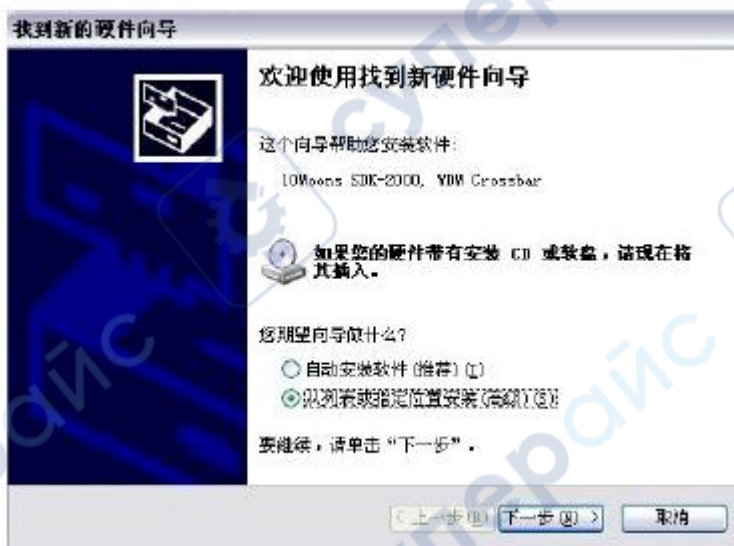 找到新的硬件向导
欢迎使用找到新硬件向导
这个向导帮助您安装软件:
10Moons SDK-2000, WDM Crossbar
如果您的硬件带有安装 CD 或软盘，请现在将
其插入。
您期望向导做什么?
自动安装软件(推荐)(I)
从列表或指定位置安装(高级)(S)
要继续，请单击“下一步”。
< 上一步(B)
下一步(N) >
取消
супер
айс